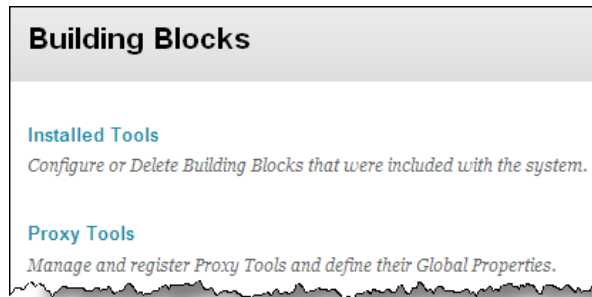 Building Blocks
Installed Tools
Configure or Delete Building Blocks that were included with the system.
Proxy Tools
Manage and register Proxy Tools and define their Global Properties.